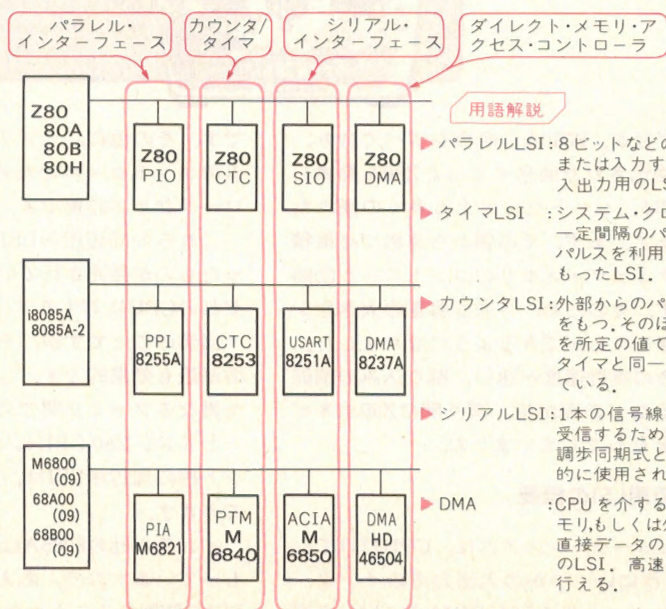 パラレル・
インターフェース
カウンタ/
タイマ
シリアル・
インターフェース
ダイレクト・メモリ・ア
クセス・コントローラ
Z80
80A
80B
80H
Z80
PIO
Z80
CTC
Z80
SIO
Z80
DMA
i8085A
8085A-2
PPI
8255A
CTC
8253
USART
8251A
DMA
8237A
M6800
(09)
68A00
(09)
68B00
(09)
PIA
M6821
PTM
M
6840
ACIA
M
6850
DMA
HD
46504
用語解説
▶パラレルLSI:8ビットなどの
または入力す
入出力用のLS
▶タイマLSI :システム・クロ
一定間隔のパ
パルスを利用
もったLSI.
▶カウンタLSI:外部からのパ
をもつ.そのほ
を所定の値で
タイマと同一
ている.
▶シリアルLSI:1本の信号線
受信するため
調歩同期式と
的に使用され
▶DMA :CPUを介する
モリ,もしくは外
直接データの
のLSI. 高速
行える.